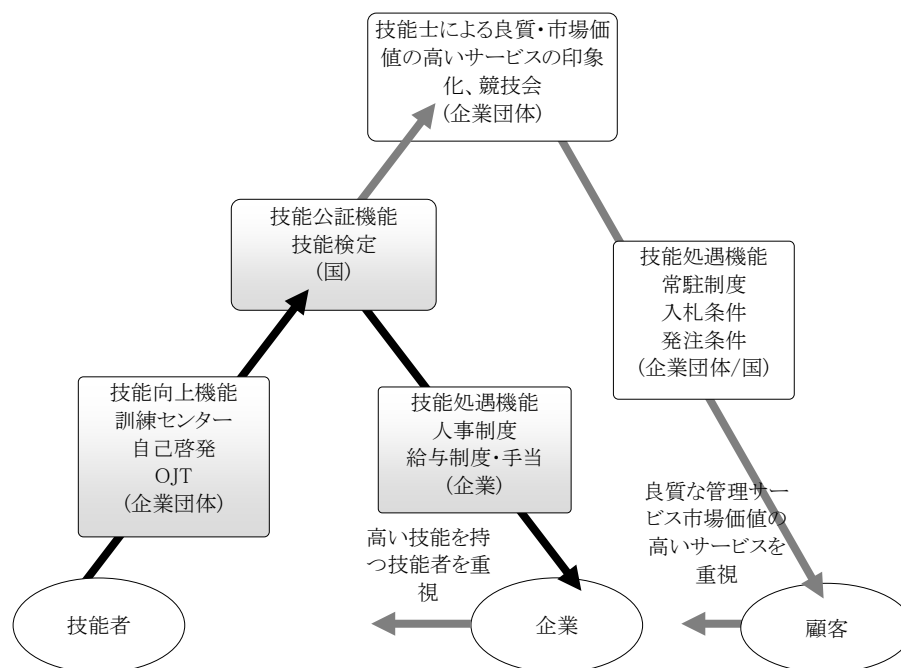 技能士による良質・市場価
値の高いサービスの印象
化、競技会
(企業団体)
技能公証機能
技能検定
(国)
技能処遇機能
常駐制度
入札条件
発注条件
(企業団体/国)
技能向上機能
訓練センター
自己啓発
OJT
(企業団体)
技能処遇機能
人事制度
給与制度・手当
(企業)
高い技能を持
つ技能者を重
視
良質な管理サー
ビス市場価値の
高いサービスを
重視
技能者
企業
顧客